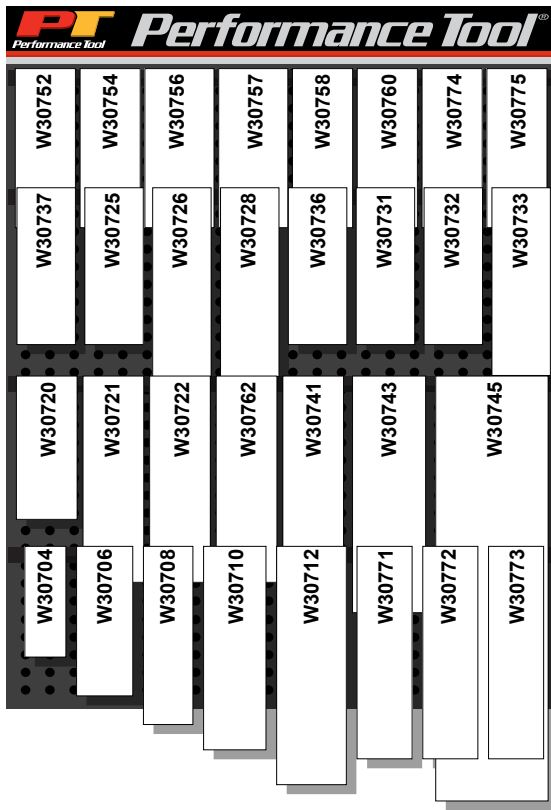 PT
Performance Tool
Performance Tool®
W30752
W30754
W30756
W30757
W30758
W30760
W30774
W30775
W30737
W30725
W30726
W30728
W30736
W30731
W30732
W30733
W30720
W30721
W30722
W30762
W30741
W30743
W30745
W30704
W30706
W30708
W30710
W30712
W30771
W30772
W30773